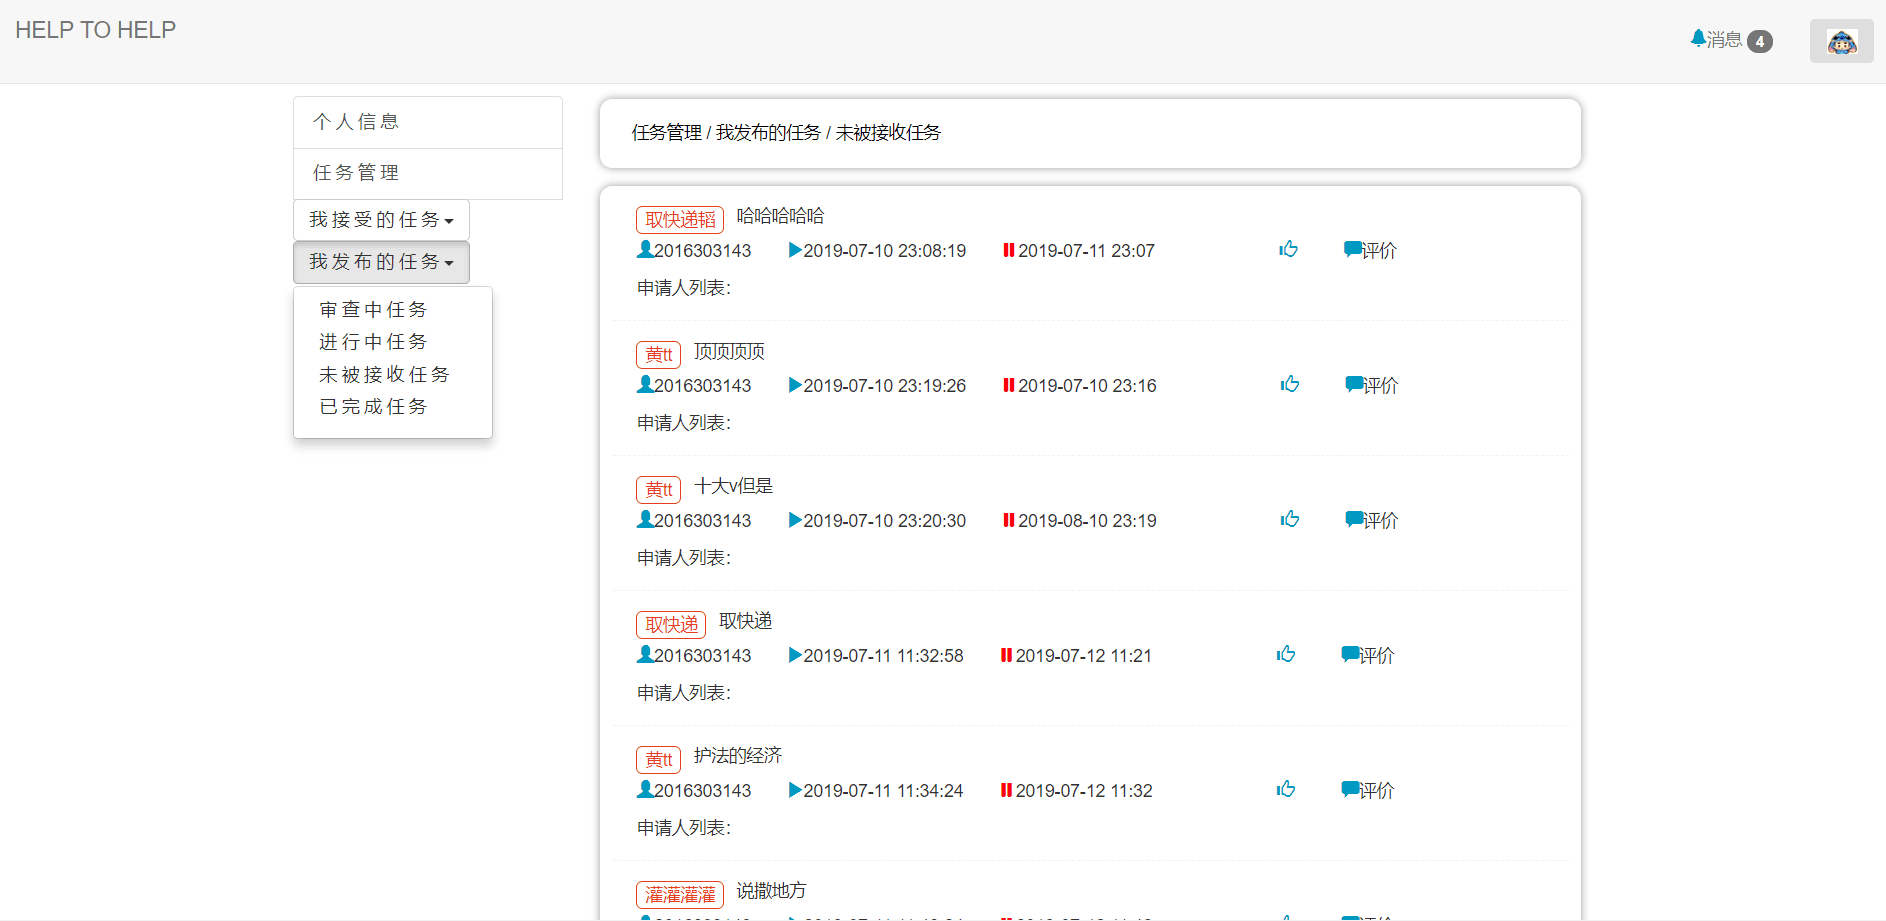 HELP TO HELP
消息 4
个人信息
任务管理
我接受的任务
我发布的任务
审查中任务
进行中任务
未被接收任务
已完成任务
任务管理 / 我发布的任务 / 未被接收任务
取快递韬 哈哈哈哈哈
2016303143 2019-07-10 23:08:19 2019-07-11 23:07 评价
申请人列表:
黄tt 顶顶顶顶
2016303143 2019-07-10 23:19:26 2019-07-10 23:16 评价
申请人列表:
黄tt 十大v但是
2016303143 2019-07-10 23:20:30 2019-08-10 23:19 评价
申请人列表:
取快递 取快递
2016303143 2019-07-11 11:32:58 2019-07-12 11:21 评价
申请人列表:
黄tt 护法的经济
2016303143 2019-07-11 11:34:24 2019-07-12 11:32 评价
申请人列表:
灌灌灌灌 说撒地方